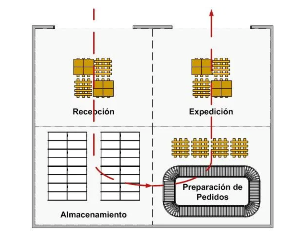 Recepción
Expedición
Almacenamiento
Preparación de
Pedidos